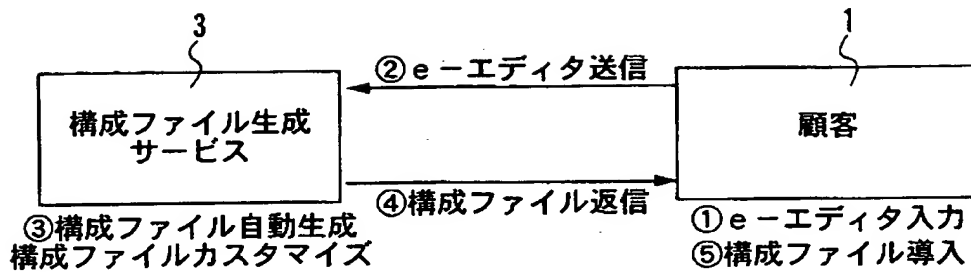 3
1
②e－エディタ送信
構成ファイル生成
サービス
顧客
④構成ファイル返信
③構成ファイル自動生成
構成ファイルカスタマイズ
①e－エディタ入力
⑤構成ファイル導入